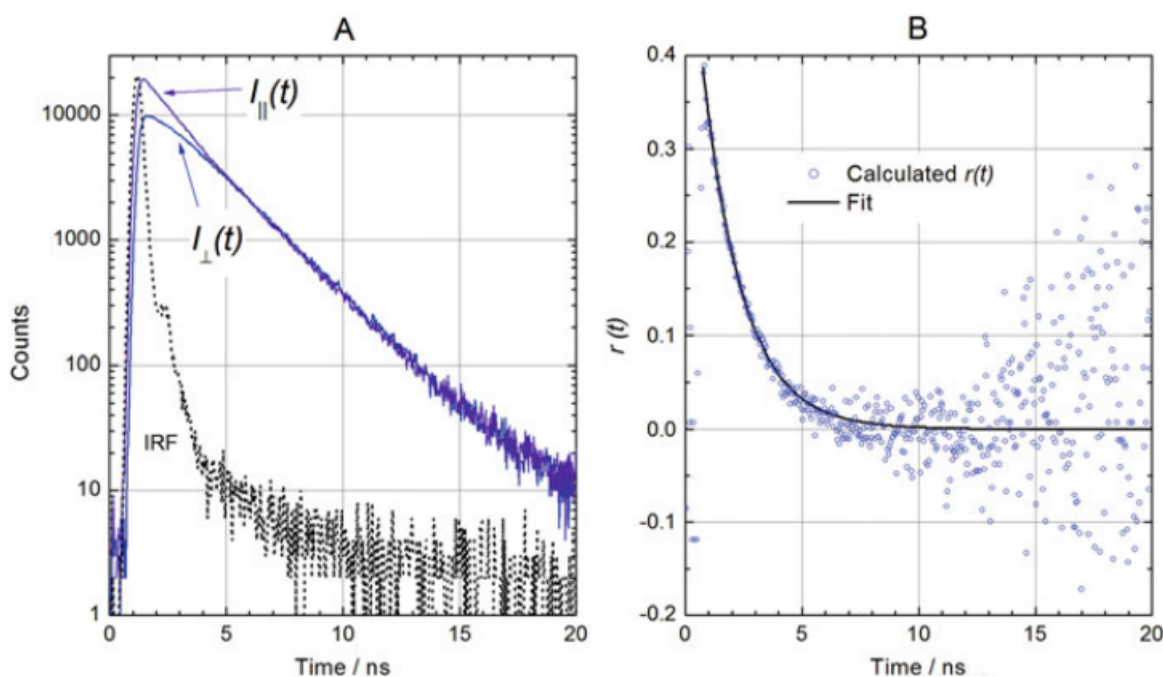 A
B
Counts
10000
1000
100
10
1
I∥(t)
I⊥(t)
IRF
0
5
10
15
20
Time / ns
r (t)
0.4
0.3
0.2
0.1
0.0
-0.1
-0.2
Calculated r(t)
Fit
0
5
10
15
20
Time / ns